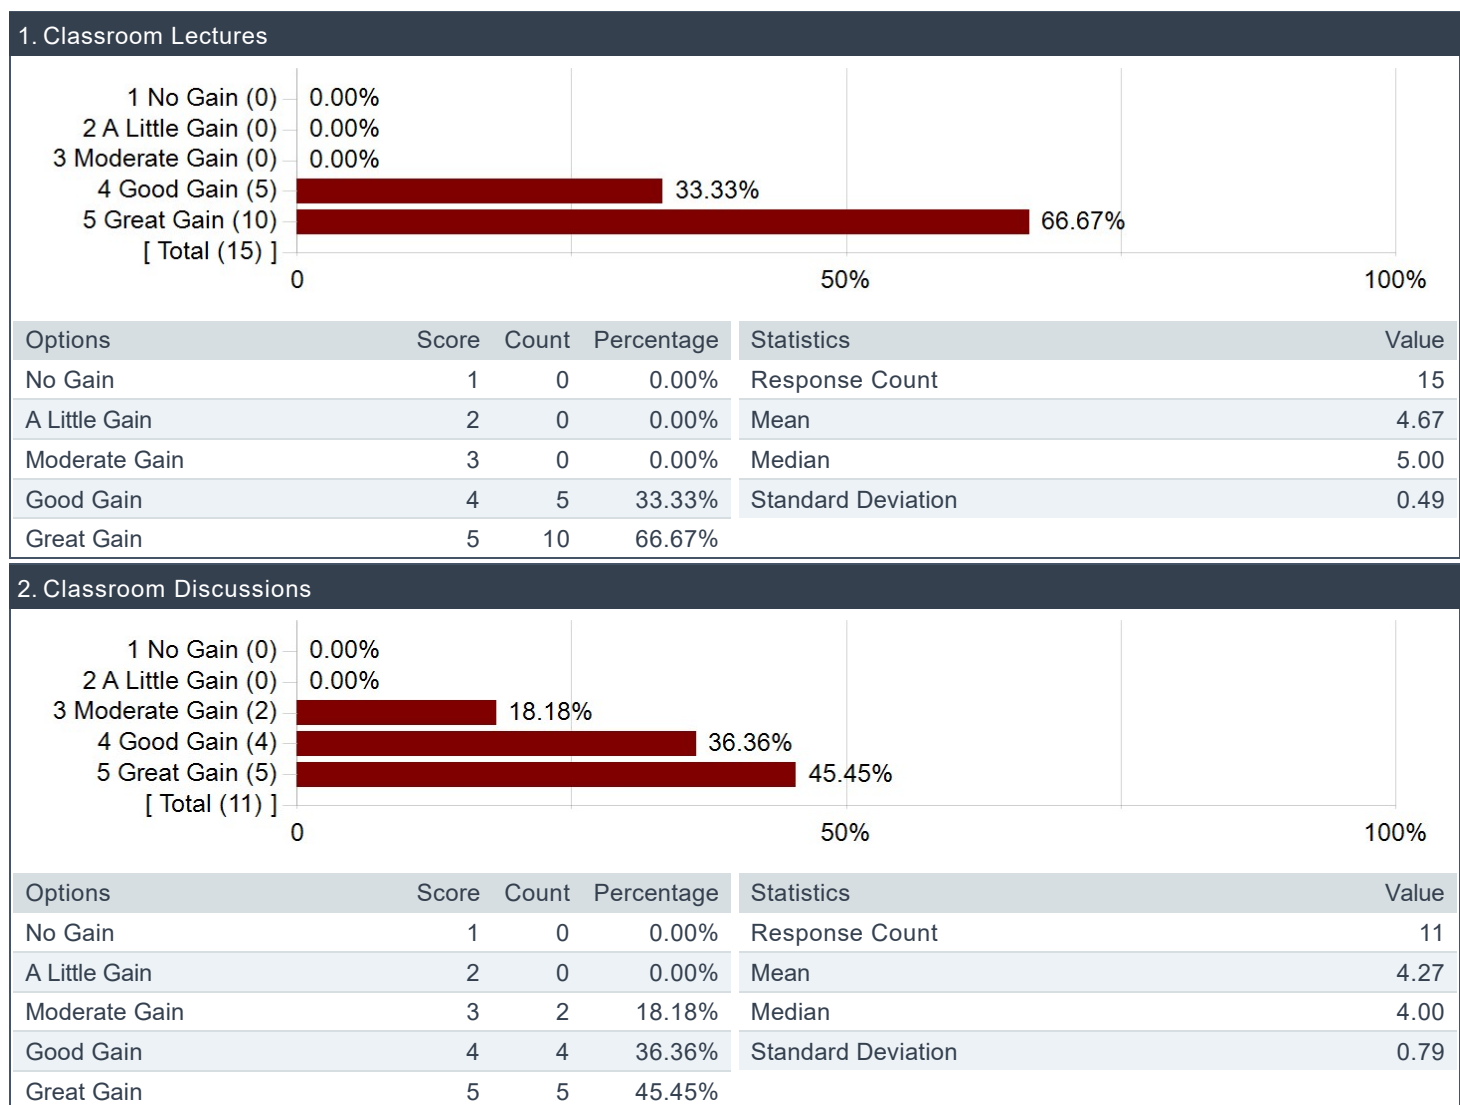 1. Classroom Lectures
1 No Gain (0) 0.00%
2 A Little Gain (0) 0.00%
3 Moderate Gain (0) 0.00%
4 Good Gain (5) 33.33%
5 Great Gain (10) 66.67%
[ Total (15) ]
0 50% 100%
Options Score Count Percentage Statistics Value
No Gain 1 0 0.00% Response Count 15
A Little Gain 2 0 0.00% Mean 4.67
Moderate Gain 3 0 0.00% Median 5.00
Good Gain 4 5 33.33% Standard Deviation 0.49
Great Gain 5 10 66.67%
2. Classroom Discussions
1 No Gain (0) 0.00%
2 A Little Gain (0) 0.00%
3 Moderate Gain (2) 18.18%
4 Good Gain (4) 36.36%
5 Great Gain (5) 45.45%
[ Total (11) ]
0 50% 100%
Options Score Count Percentage Statistics Value
No Gain 1 0 0.00% Response Count 11
A Little Gain 2 0 0.00% Mean 4.27
Moderate Gain 3 2 18.18% Median 4.00
Good Gain 4 4 36.36% Standard Deviation 0.79
Great Gain 5 5 45.45%